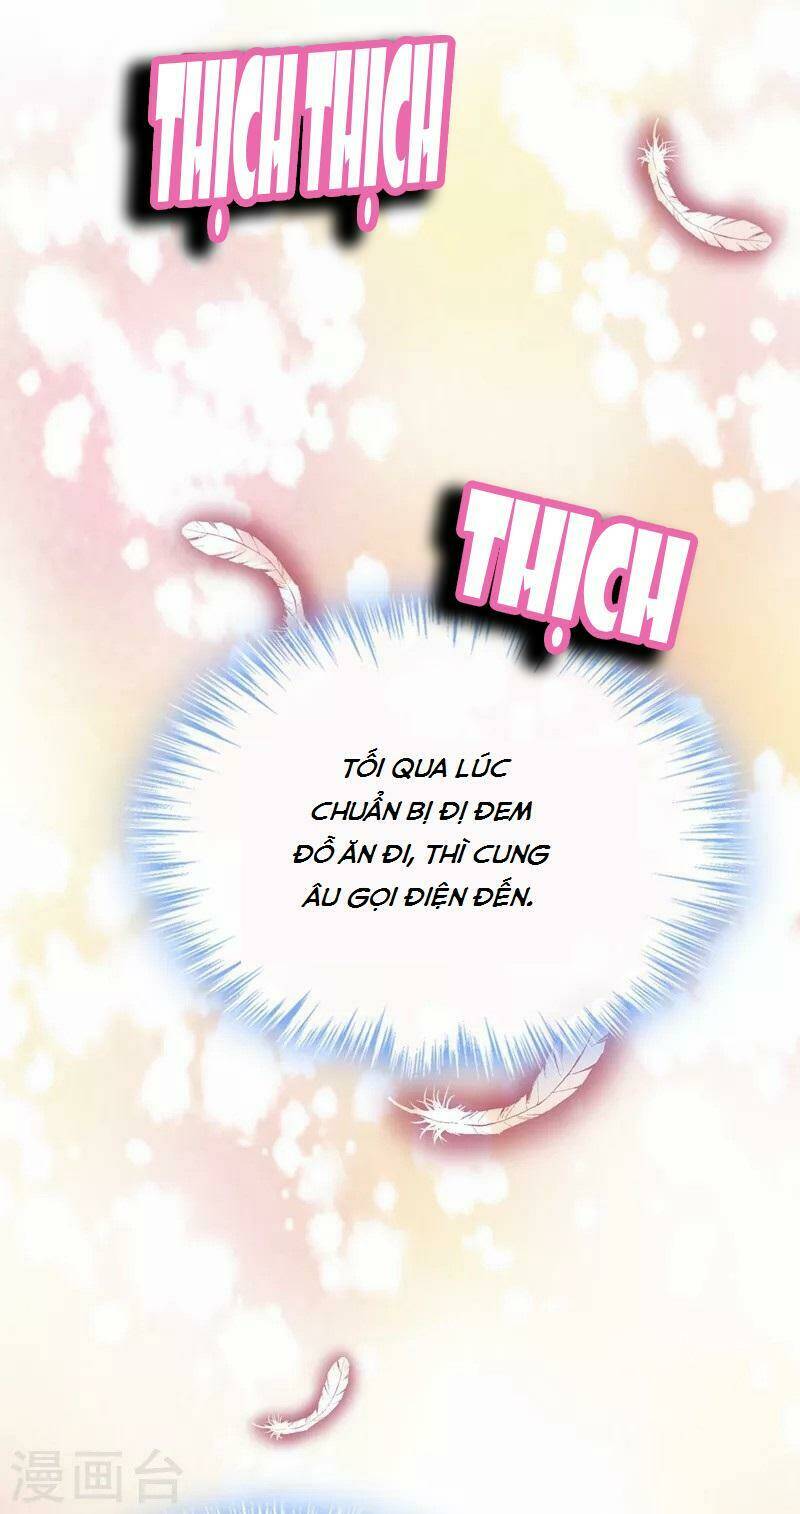 THỊCH THỊCH
THỊCH
TỐI QUA LÚC
CHUẨN BỊ ĐỊ ĐEM
ĐỒ ĂN ĐI, THÌ CUNG
ÂU GỌI ĐIỆN ĐẾN.
漫画台